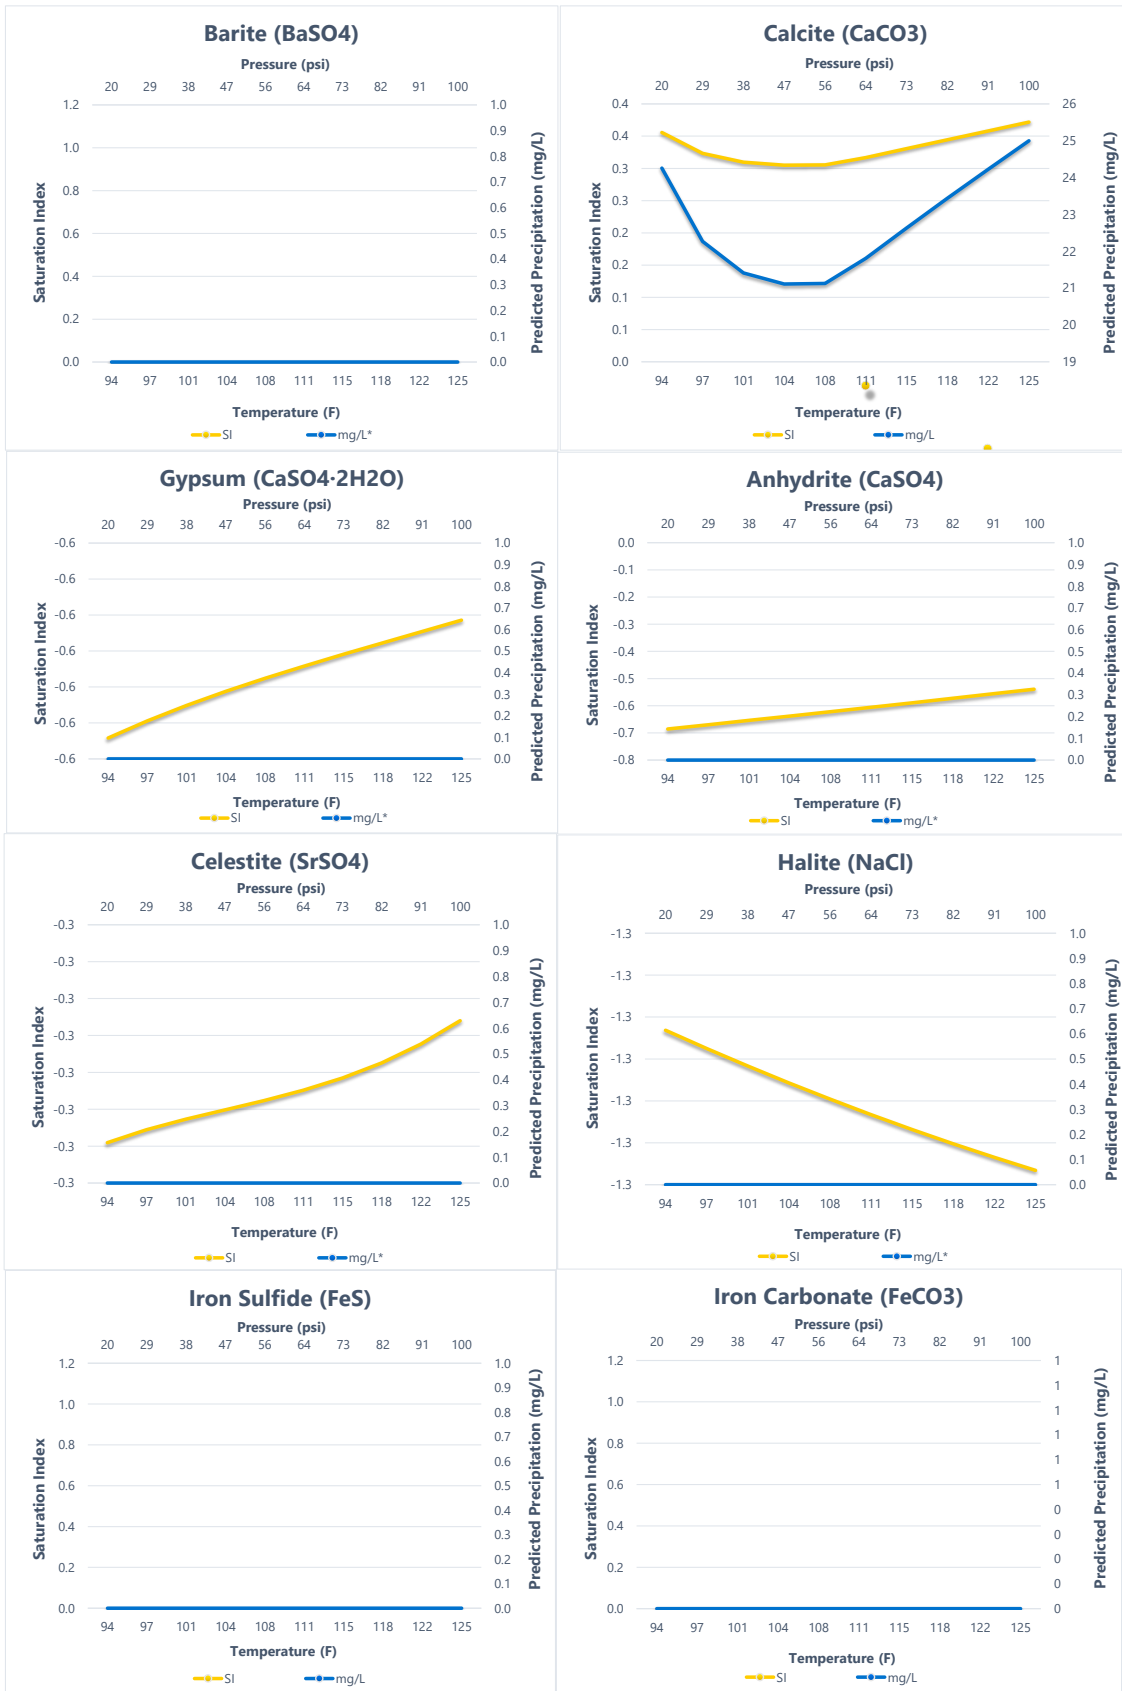 Barite (BaSO4)
Pressure (psi)
20 29 38 47 56 64 73 82 91 100
1.2
1.0
0.8
0.6
0.4
0.2
0.0
Saturation Index
1.0
0.9
0.8
0.7
0.6
0.5
0.4
0.3
0.2
0.1
0.0
Predicted Precipitation (mg/L)
94 97 101 104 108 111 115 118 122 125
Temperature (F)
SI mg/L*
Calcite (CaCO3)
Pressure (psi)
20 29 38 47 56 64 73 82 91 100
0.4
0.4
0.3
0.3
0.2
0.2
0.1
0.1
0.0
Saturation Index
26
25
24
23
22
21
20
19
Predicted Precipitation (mg/L)
94 97 101 104 108 111 115 118 122 125
Temperature (F)
SI mg/L
Gypsum (CaSO4·2H2O)
Pressure (psi)
20 29 38 47 56 64 73 82 91 100
-0.6
-0.6
-0.6
-0.6
-0.6
-0.6
-0.6
Saturation Index
1.0
0.9
0.8
0.7
0.6
0.5
0.4
0.3
0.2
0.1
0.0
Predicted Precipitation (mg/L)
94 97 101 104 108 111 115 118 122 125
Temperature (F)
SI mg/L*
Anhydrite (CaSO4)
Pressure (psi)
20 29 38 47 56 64 73 82 91 100
0.0
-0.1
-0.2
-0.3
-0.4
-0.5
-0.6
-0.7
-0.8
Saturation Index
1.0
0.9
0.8
0.7
0.6
0.5
0.4
0.3
0.2
0.1
0.0
Predicted Precipitation (mg/L)
94 97 101 104 108 111 115 118 122 125
Temperature (F)
SI mg/L*
Celestite (SrSO4)
Pressure (psi)
20 29 38 47 56 64 73 82 91 100
-0.3
-0.3
-0.3
-0.3
-0.3
-0.3
-0.3
-0.3
Saturation Index
1.0
0.9
0.8
0.7
0.6
0.5
0.4
0.3
0.2
0.1
0.0
Predicted Precipitation (mg/L)
94 97 101 104 108 111 115 118 122 125
Temperature (F)
SI mg/L*
Halite (NaCl)
Pressure (psi)
20 29 38 47 56 64 73 82 91 100
-1.3
-1.3
-1.3
-1.3
-1.3
-1.3
-1.3
Saturation Index
1.0
0.9
0.8
0.7
0.6
0.5
0.4
0.3
0.2
0.1
0.0
Predicted Precipitation (mg/L)
94 97 101 104 108 111 115 118 122 125
Temperature (F)
SI mg/L*
Iron Sulfide (FeS)
Pressure (psi)
20 29 38 47 56 64 73 82 91 100
1.2
1.0
0.8
0.6
0.4
0.2
0.0
Saturation Index
1.0
0.9
0.8
0.7
0.6
0.5
0.4
0.3
0.2
0.1
0.0
Predicted Precipitation (mg/L)
94 97 101 104 108 111 115 118 122 125
Temperature (F)
SI mg/L
Iron Carbonate (FeCO3)
Pressure (psi)
20 29 38 47 56 64 73 82 91 100
1.2
1.0
0.8
0.6
0.4
0.2
0.0
Saturation Index
1
1
1
1
1
1
0
0
0
0
0
Predicted Precipitation (mg/L)
94 97 101 104 108 111 115 118 122 125
Temperature (F)
SI mg/L